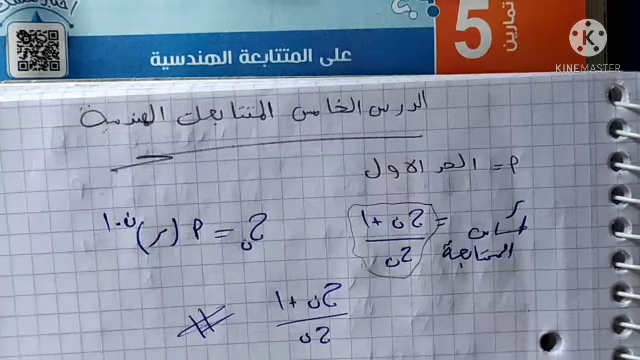 تمارين 5
على المتتابعة الهندسية
KINEMASTER
الدرس الخامس المتتابعات الهندسية
م = الحد الأول
ر = ح ن + ١ / ح ن
أساس المتتابعة
ح ن = م (ر) ن - ١
ح ن + ١ / ح ن